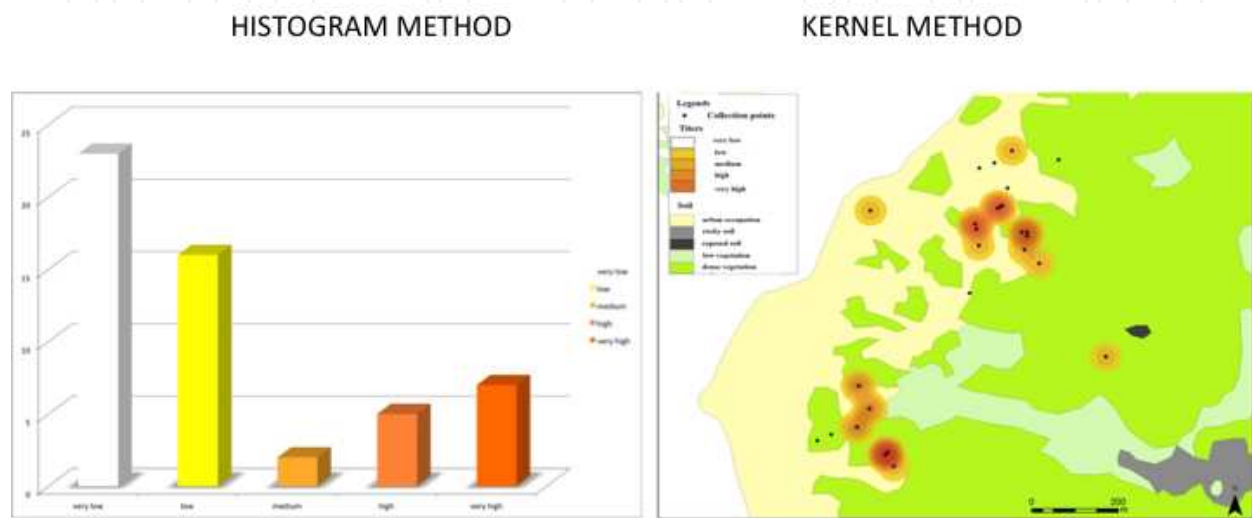 HISTOGRAM METHOD
KERNEL METHOD
25
20
15
10
5
0
very low
low
medium
high
very high
very low
low
medium
high
very high
Legends
Collection points
Titers
very low
low
medium
high
very high
Soil
urban occupation
rocky soil
exposed soil
low vegetation
dense vegetation
0 200
m